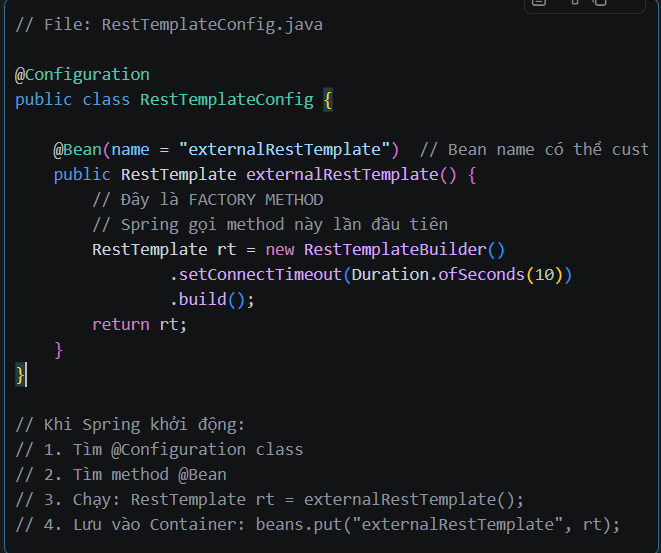 // File: RestTemplateConfig.java
@Configuration
public class RestTemplateConfig {
@Bean(name = "externalRestTemplate")  // Bean name có thể cust
public RestTemplate externalRestTemplate() {
// Đây là FACTORY METHOD
// Spring gọi method này lần đầu tiên
RestTemplate rt = new RestTemplateBuilder()
.setConnectTimeout(Duration.ofSeconds(10))
.build();
return rt;
}
}
// Khi Spring khởi động:
// 1. Tìm @Configuration class
// 2. Tìm method @Bean
// 3. Chạy: RestTemplate rt = externalRestTemplate();
// 4. Lưu vào Container: beans.put("externalRestTemplate", rt);